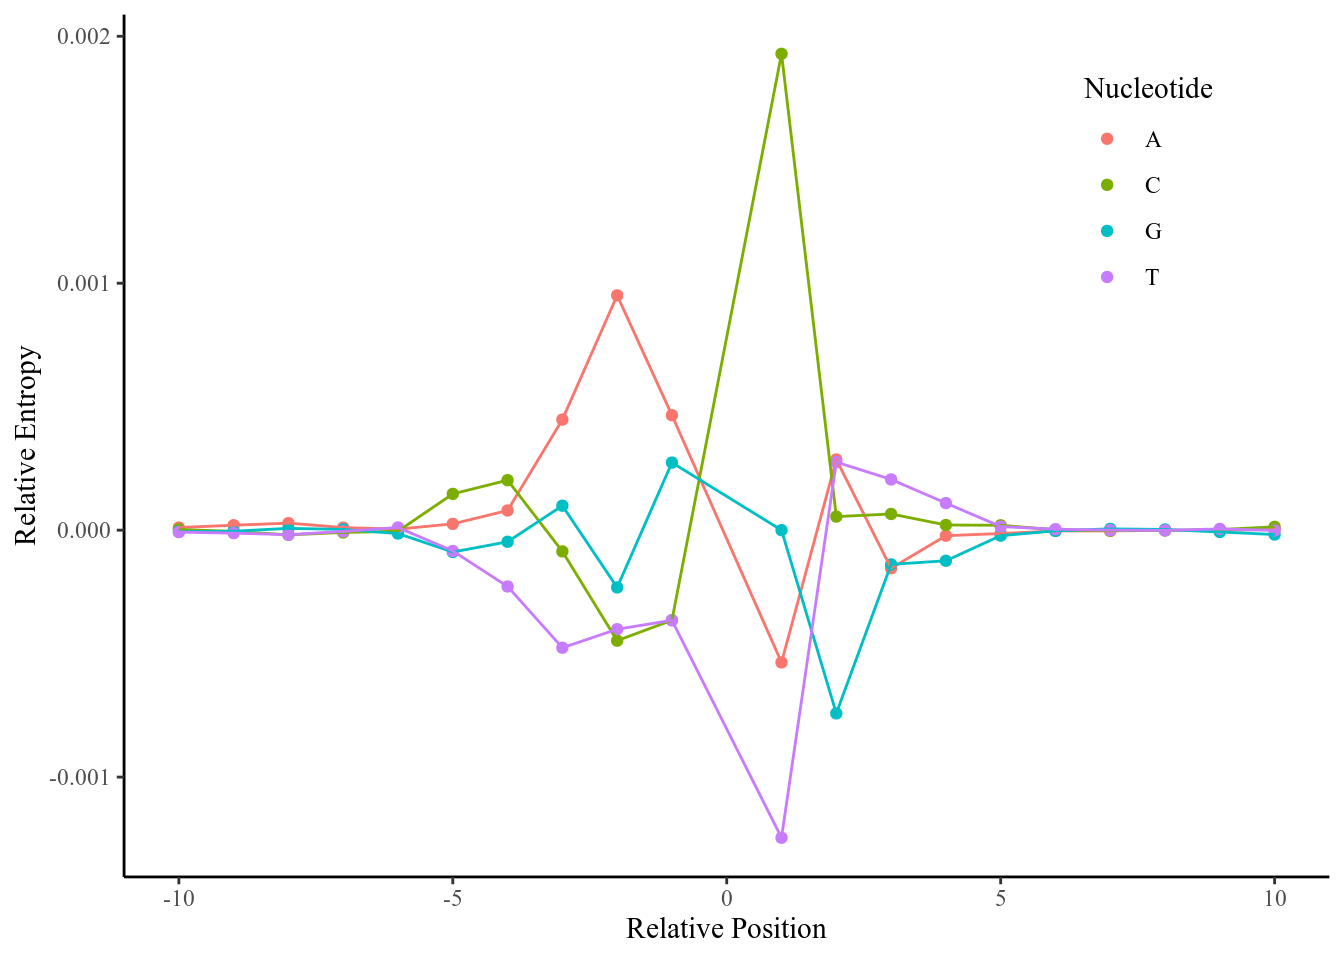 0.002
0.001
0.000
-0.001
Relative Entropy
Nucleotide
A
C
G
T
-10
-5
0
5
10
Relative Position